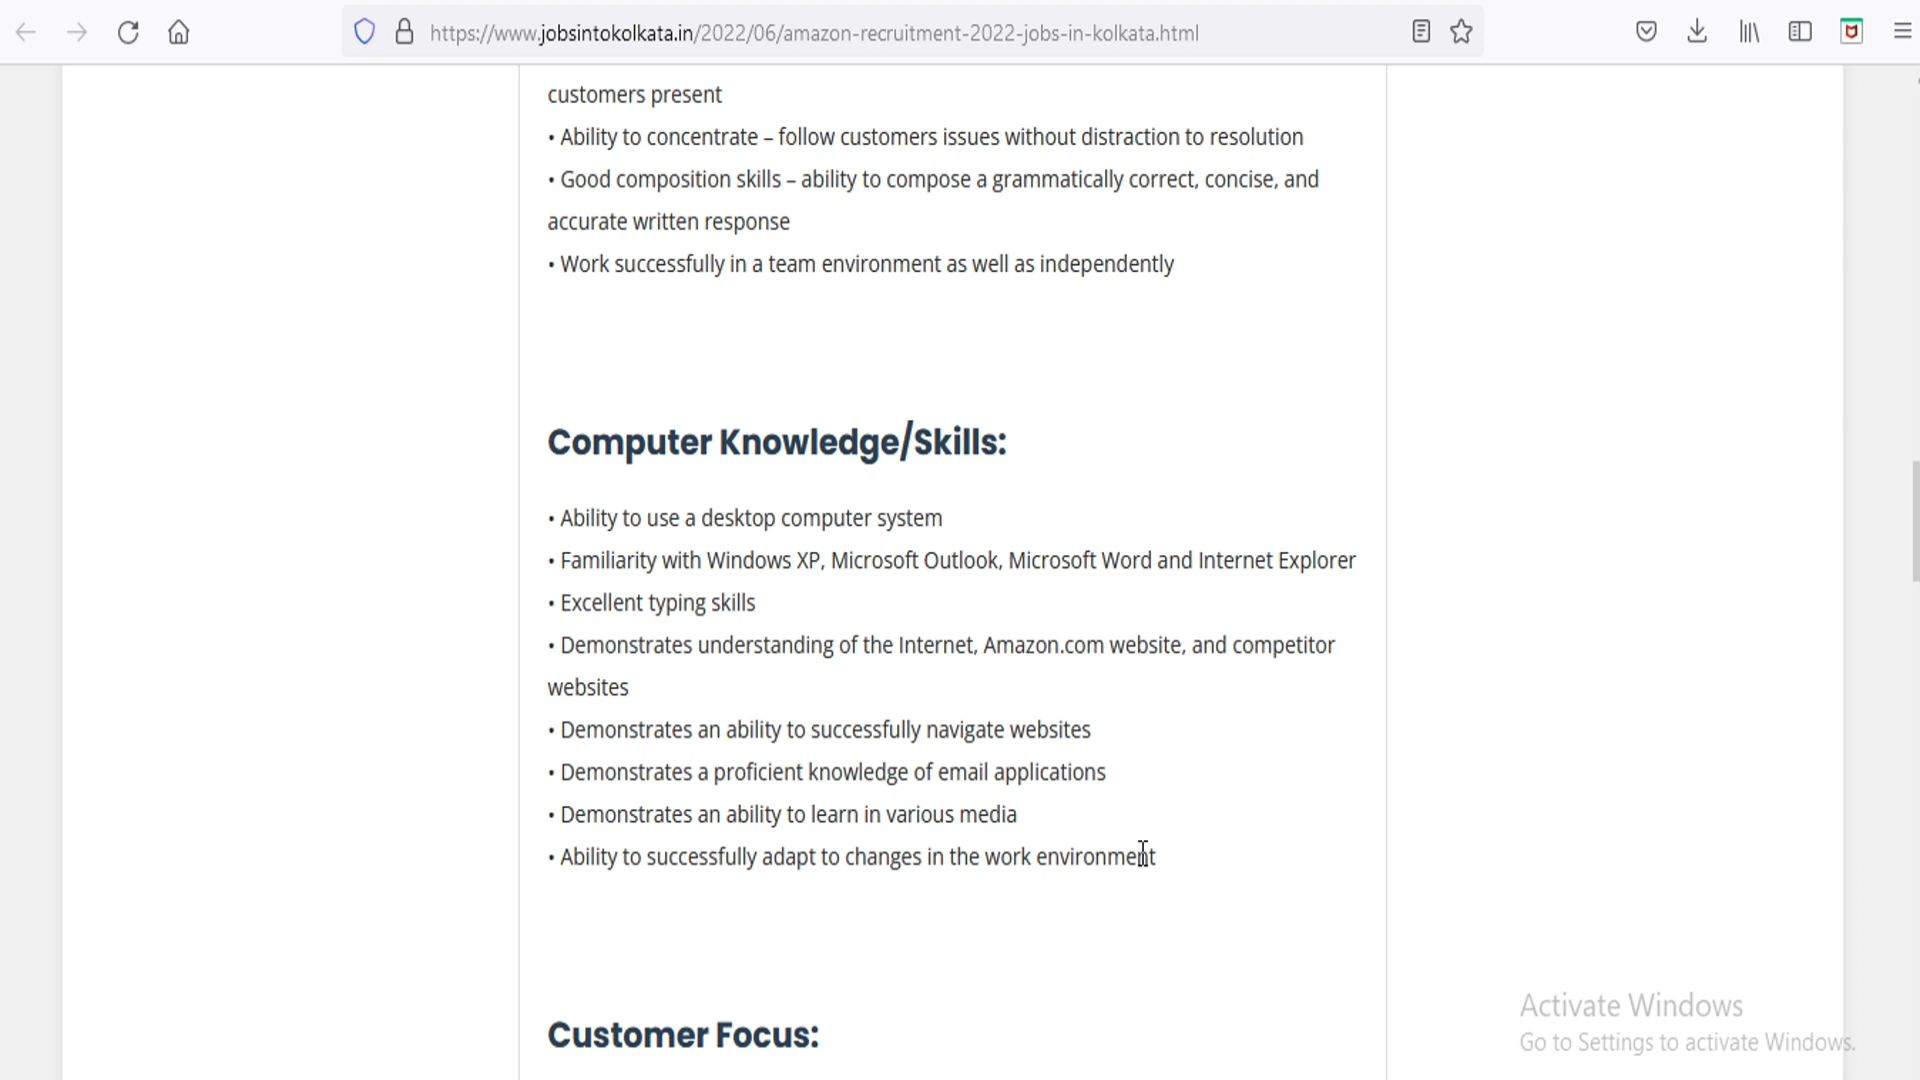 https://www.jobsintokolkata.in/2022/06/amazon-recruitment-2022-jobs-in-kolkata.html
customers present
• Ability to concentrate – follow customers issues without distraction to resolution
• Good composition skills – ability to compose a grammatically correct, concise, and
accurate written response
• Work successfully in a team environment as well as independently
Computer Knowledge/Skills:
• Ability to use a desktop computer system
• Familiarity with Windows XP, Microsoft Outlook, Microsoft Word and Internet Explorer
• Excellent typing skills
• Demonstrates understanding of the Internet, Amazon.com website, and competitor
websites
• Demonstrates an ability to successfully navigate websites
• Demonstrates a proficient knowledge of email applications
• Demonstrates an ability to learn in various media
• Ability to successfully adapt to changes in the work environment
Customer Focus:
Activate Windows
Go to Settings to activate Windows.